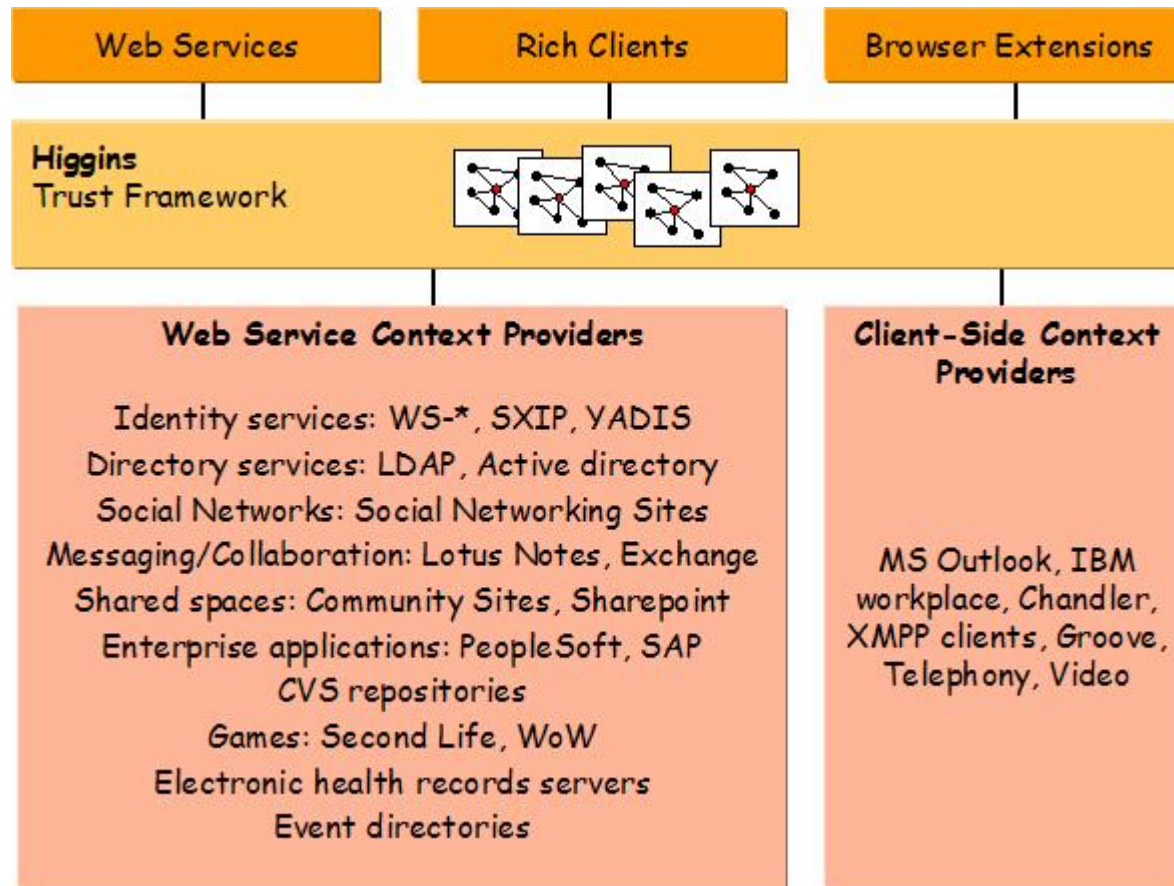 Web Services
Rich Clients
Browser Extensions
Higgins
Trust Framework
Web Service Context Providers
Identity services: WS-*, SXIP, YADIS
Directory services: LDAP, Active directory
Social Networks: Social Networking Sites
Messaging/Collaboration: Lotus Notes, Exchange
Shared spaces: Community Sites, Sharepoint
Enterprise applications: PeopleSoft, SAP
CVS repositories
Games: Second Life, WoW
Electronic health records servers
Event directories
Client-Side Context
Providers
MS Outlook, IBM
workplace, Chandler,
XMPP clients, Groove,
Telephony, Video